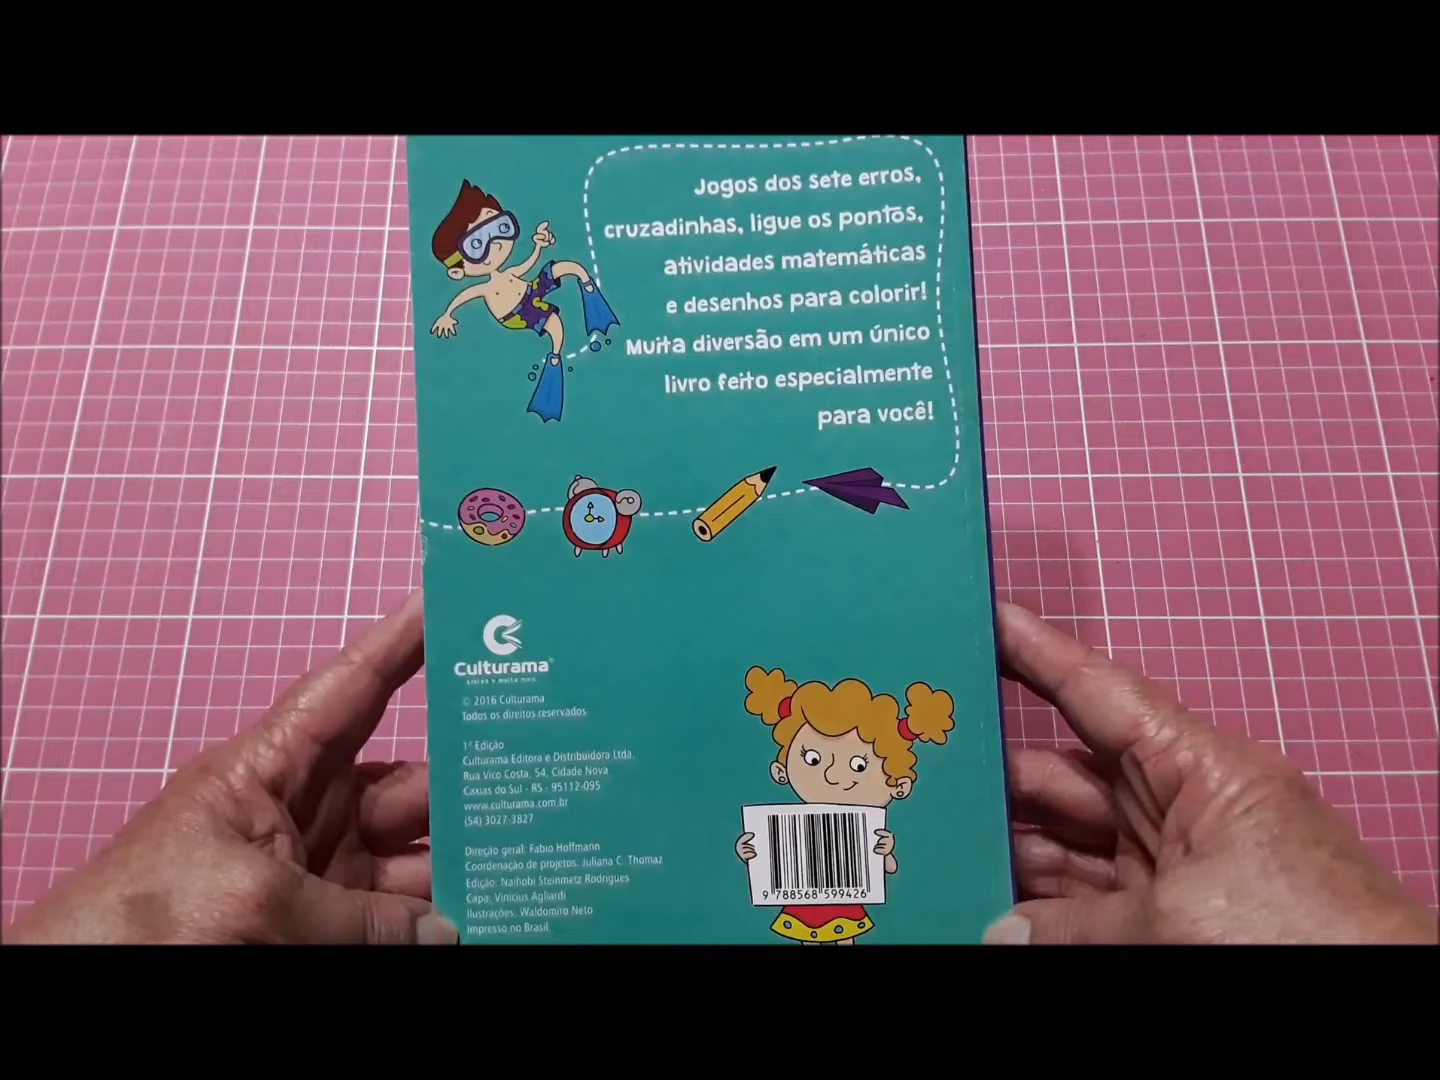 Jogos dos sete erros,
cruzadinhas, ligue os pontos,
atividades matemáticas
e desenhos para colorir!
Muita diversão em um único
livro feito especialmente
para você!
Culturama
Livros e muito mais
© 2016 Culturama
Todos os direitos reservados.
1ª Edição
Culturama Editora e Distribuidora Ltda.
Rua Vico Costa, 54, Cidade Nova
Caxias do Sul - RS - 95112-095
www.culturama.com.br
(54) 3027-3827
Direção geral: Fabio Hoffmann
Coordenação de projetos: Juliana C. Thomaz
Edição: Naihobi Steinmetz Rodrigues
Capa: Vinicius Agliardi
Ilustrações: Waldomiro Neto
Impresso no Brasil.
9 788568 599426